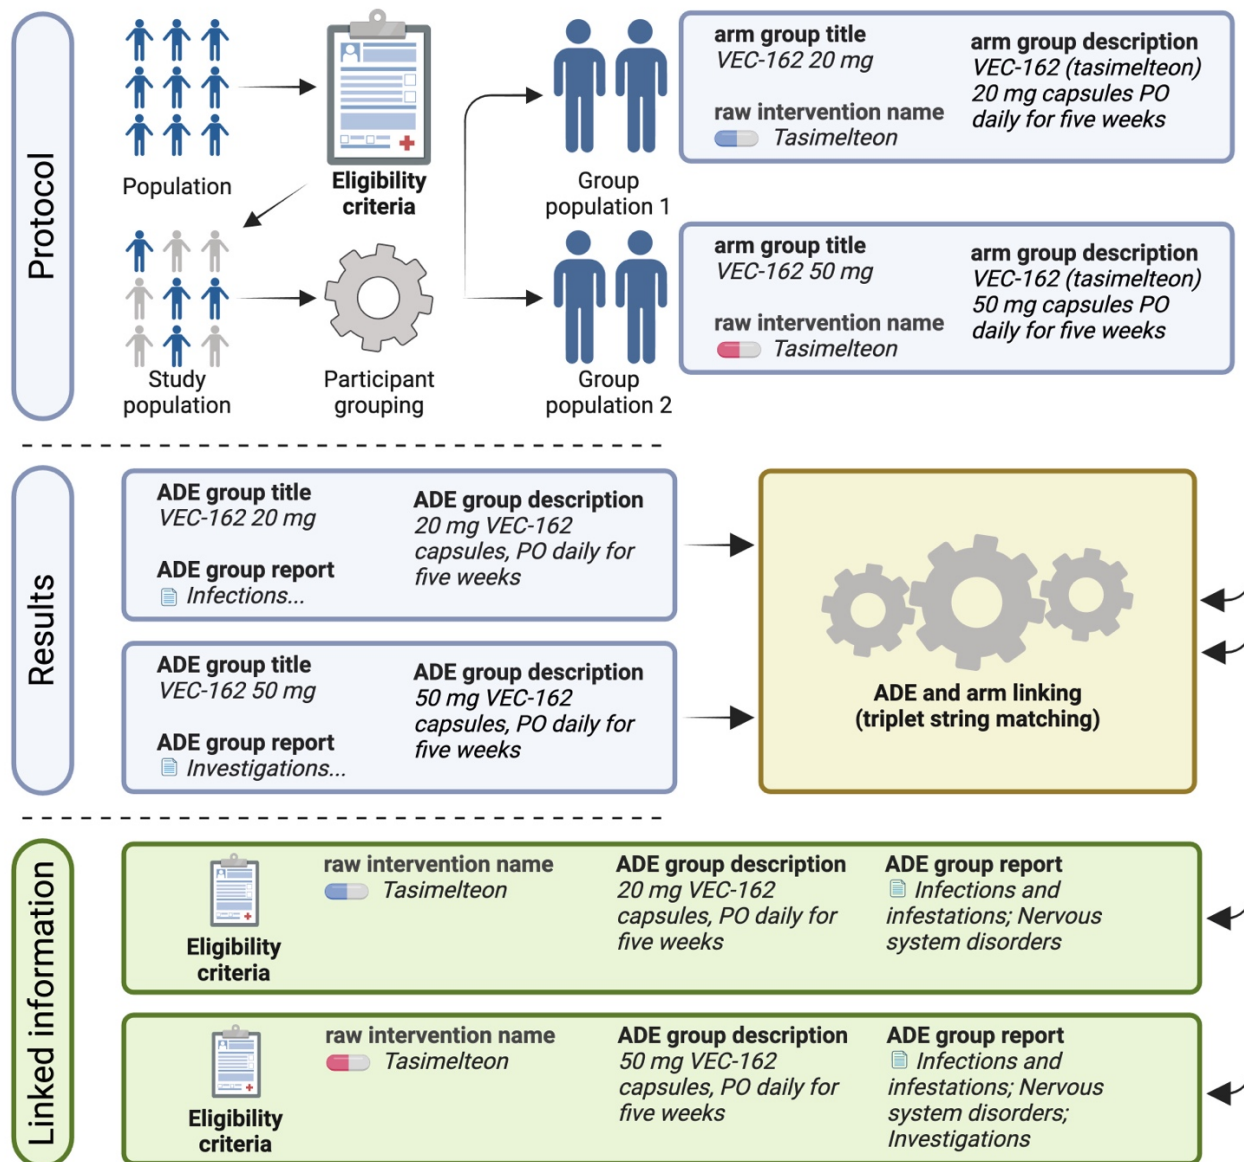 Protocol
Population
Eligibility
criteria
Study
population
Participant
grouping
Group
population 1
Group
population 2
arm group title
VEC-162 20 mg
raw intervention name
Tasimelteon
arm group description
VEC-162 (tasimelteon)
20 mg capsules PO
daily for five weeks
arm group title
VEC-162 50 mg
raw intervention name
Tasimelteon
arm group description
VEC-162 (tasimelteon)
50 mg capsules PO
daily for five weeks
Results
ADE group title
VEC-162 20 mg
ADE group report
Infections...
ADE group description
20 mg VEC-162
capsules, PO daily for
five weeks
ADE group title
VEC-162 50 mg
ADE group report
Investigations...
ADE group description
50 mg VEC-162
capsules, PO daily for
five weeks
ADE and arm linking
(triplet string matching)
Linked information
Eligibility
criteria
raw intervention name
Tasimelteon
ADE group description
20 mg VEC-162
capsules, PO daily for
five weeks
ADE group report
Infections and
infestations; Nervous
system disorders
Eligibility
criteria
raw intervention name
Tasimelteon
ADE group description
50 mg VEC-162
capsules, PO daily for
five weeks
ADE group report
Infections and
infestations; Nervous
system disorders;
Investigations